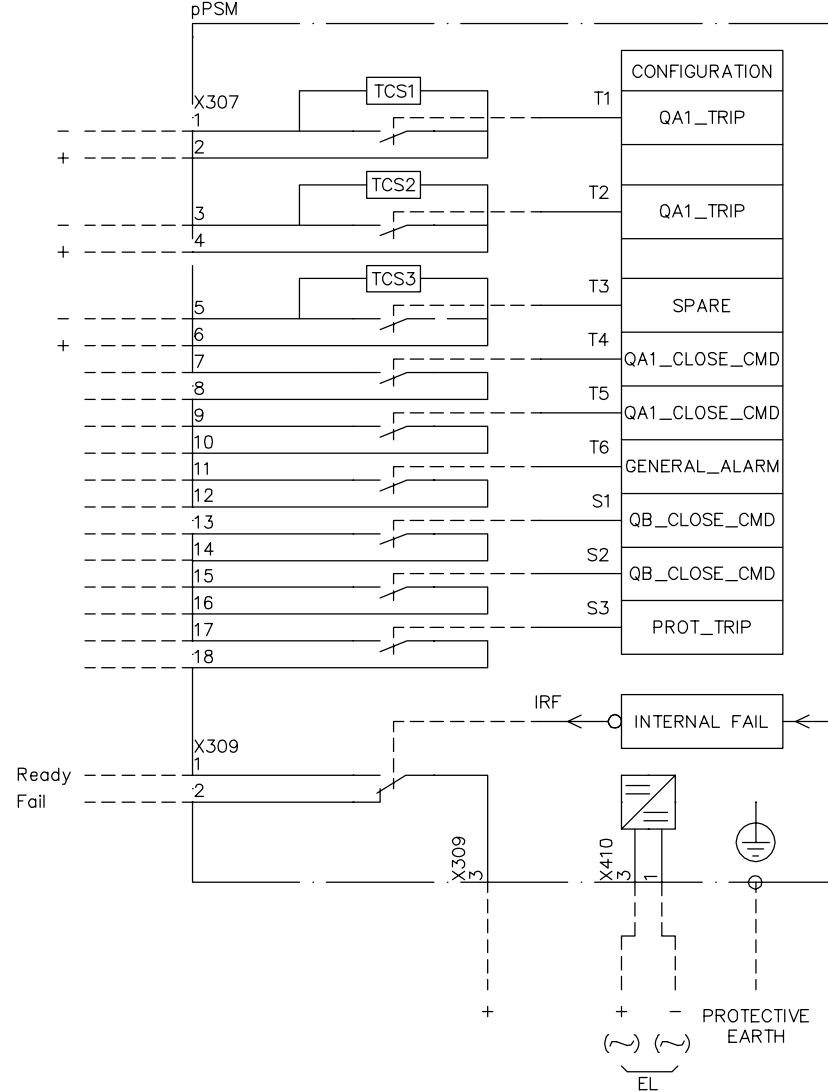 pPSM
CONFIGURATION
TCS1
T1
X307
1
QA1_TRIP
-
2
+
TCS2
T2
QA1_TRIP
3
-
4
+
TCS3
T3
SPARE
5
-
6
+
T4
7
QA1_CLOSE_CMD
8
T5
9
QA1_CLOSE_CMD
10
T6
11
GENERAL_ALARM
12
S1
13
QB_CLOSE_CMD
14
S2
15
QB_CLOSE_CMD
16
S3
17
PROT_TRIP
18
IRF
INTERNAL FAIL
X309
1
Ready
2
Fail
X309
3
X410
3
1
+
+
-
PROTECTIVE
EARTH
(~) (~)
EL